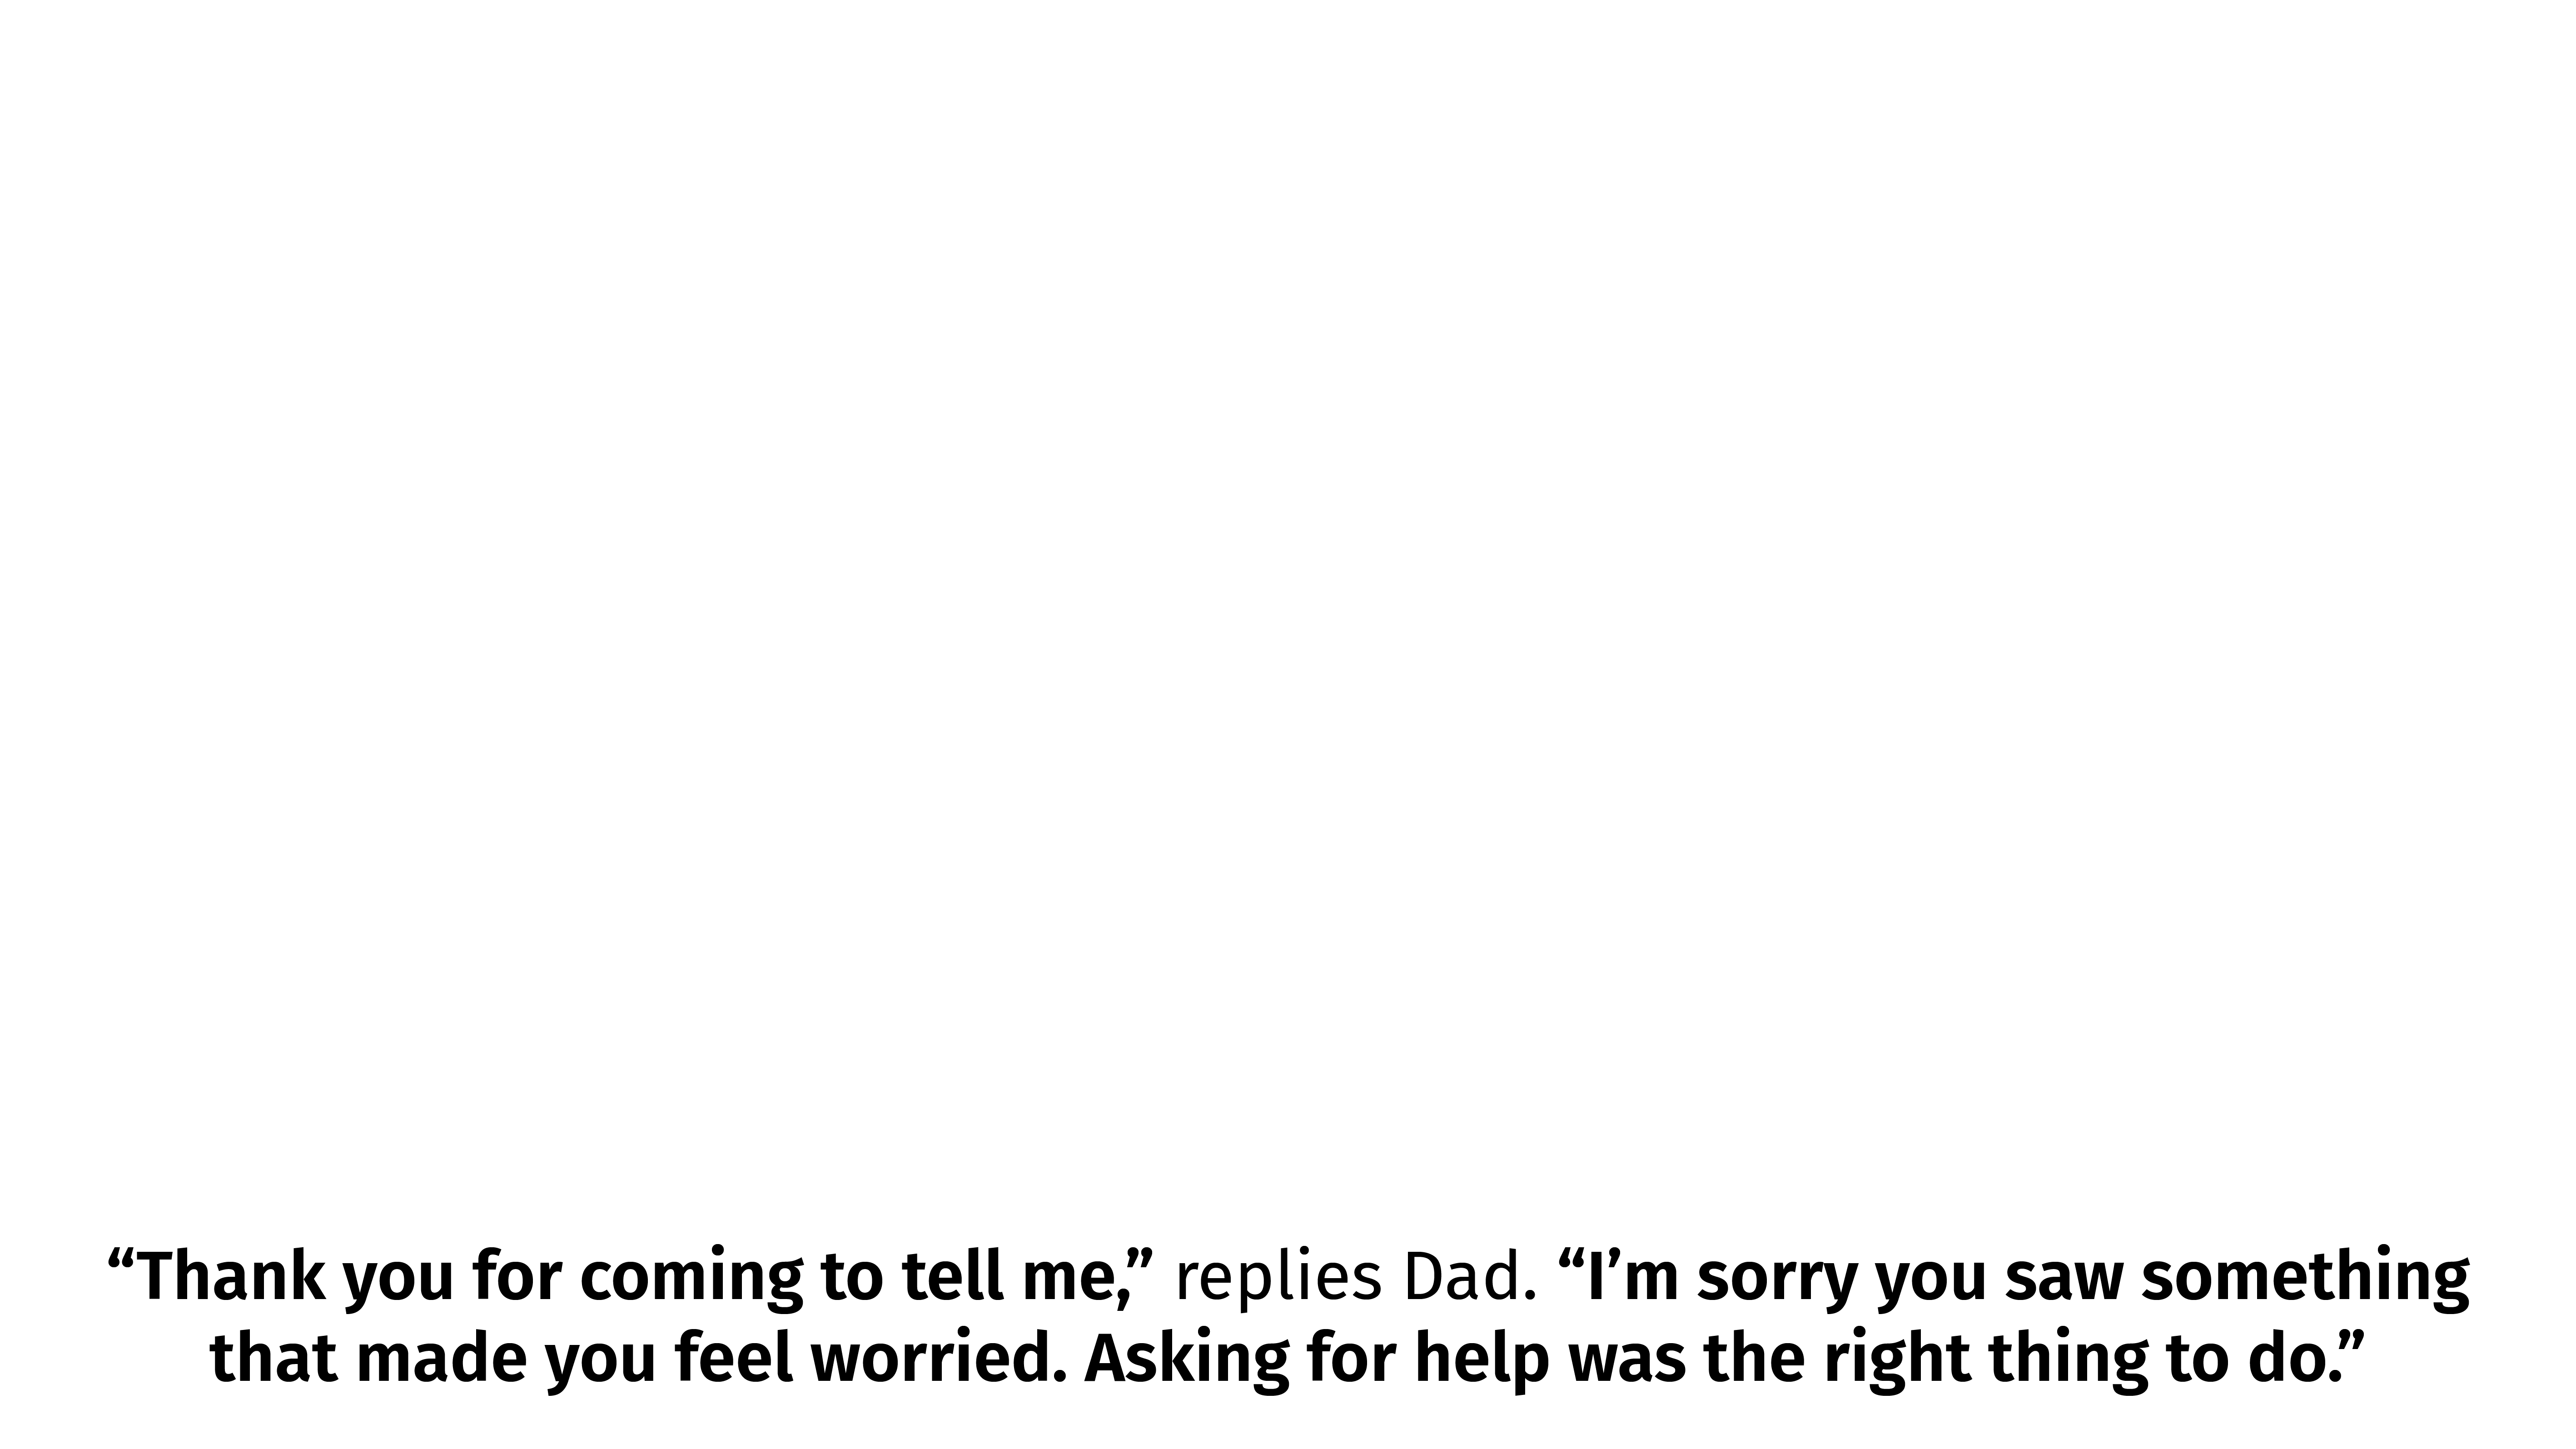 “Thank you for coming to tell me,” replies Dad. “I’m sorry you saw something
that made you feel worried. Asking for help was the right thing to do.”